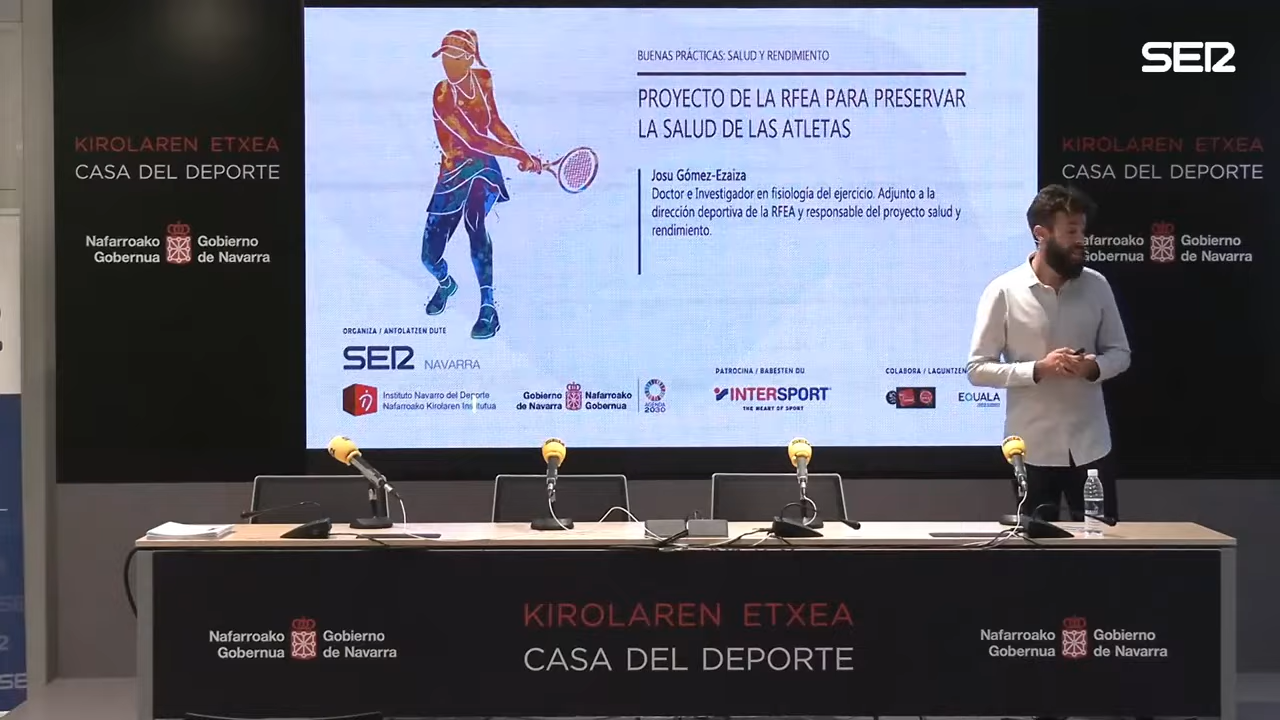 SER
BUENAS PRÁCTICAS: SALUD Y RENDIMIENTO
PROYECTO DE LA RFEA PARA PRESERVAR
LA SALUD DE LAS ATLETAS
Josu Gómez-Ezaiza
Doctor e Investigador en fisiología del ejercicio. Adjunto a la
dirección deportiva de la RFEA y responsable del proyecto salud y
rendimiento.
ORGANIZA / ANTOLATZEN DUTE
SER NAVARRA
Instituto Navarro del Deporte
Nafarroako Kirolaren Institutua
Gobierno
de Navarra
Nafarroako
Gobernua
AGENDA
2030
PATROCINA / BABESTEN DU
INTERSPORT
THE HEART OF SPORT
COLABORA / LAGUNTZEN
EQUALA
KIROLAREN ETXEA
CASA DEL DEPORTE
Nafarroako
Gobernua
Gobierno
de Navarra
KIROLAREN ETXEA
CASA DEL DEPORTE
afarroako
Gobernua
Gobierno
de Navarra
Nafarroako
Gobernua
Gobierno
de Navarra
KIROLAREN ETXEA
CASA DEL DEPORTE
Nafarroako
Gobernua
Gobierno
de Navarra